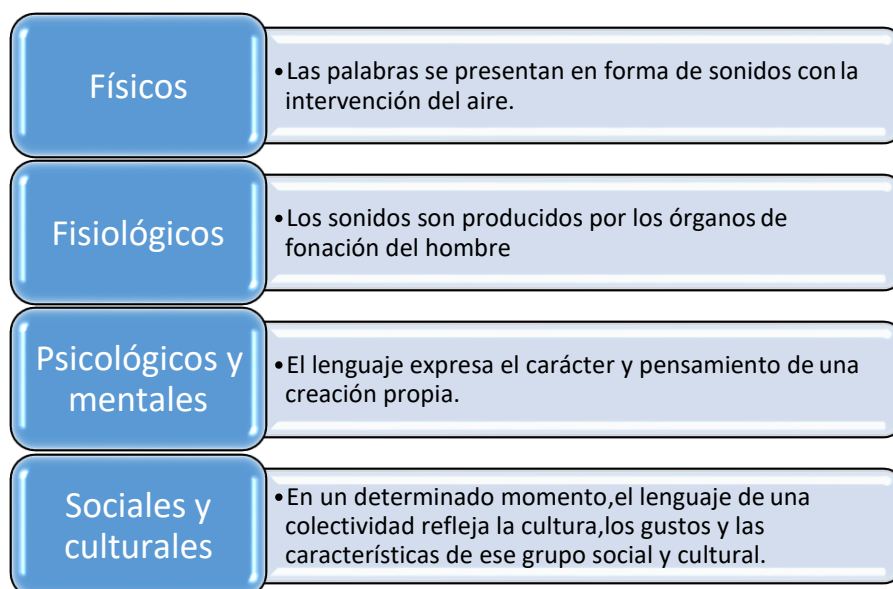 Físicos
•Las palabras se presentan en forma de sonidos con la
intervención del aire.
Fisiológicos
•Los sonidos son producidos por los órganos de
fonación del hombre
Psicológicos y
mentales
•El lenguaje expresa el carácter y pensamiento de una
creación propia.
Sociales y
culturales
•En un determinado momento,el lenguaje de una
colectividad refleja la cultura,los gustos y las
características de ese grupo social y cultural.